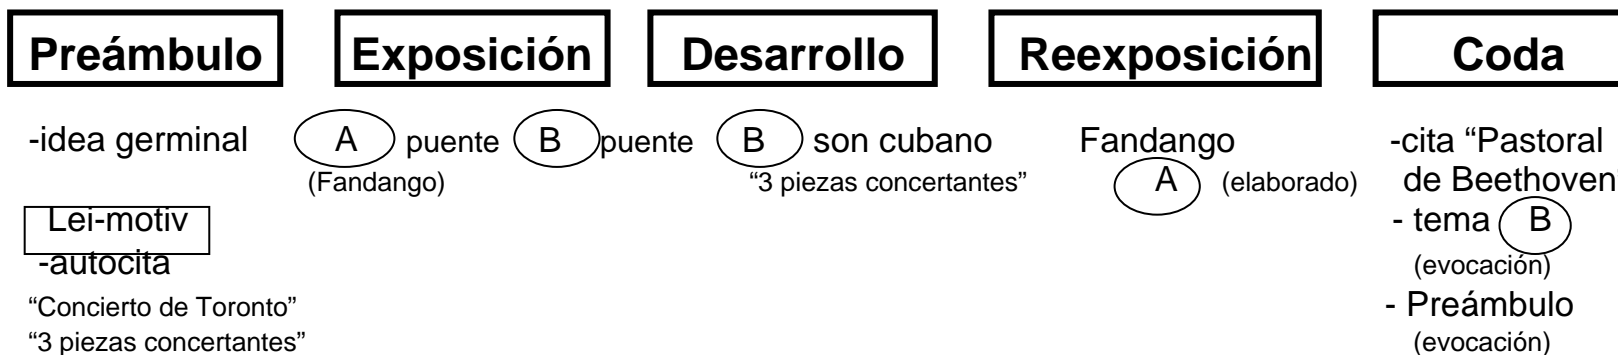 Preámbulo Exposición Desarrollo Reexposición Coda
-idea germinal A puente B puente B son cubano Fandango -cita “Pastoral
(Fandango) “3 piezas concertantes” A (elaborado) de Beethoven”
Lei-motiv - tema B
-autocita (evocación)
“Concierto de Toronto” - Preámbulo
“3 piezas concertantes” (evocación)